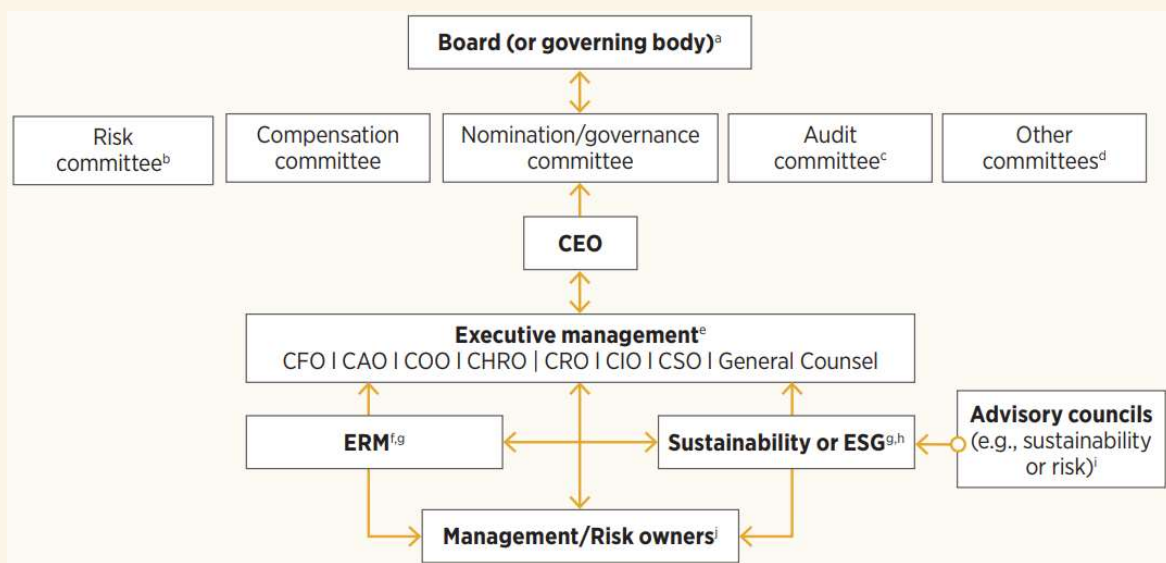 Board (or governing body)ᵃ
Risk
committeeᵇ
Compensation
committee
Nomination/governance
committee
Audit
committeeᶜ
Other
committeesᵈ
CEO
Executive managementᵉ
CFO l CAO l COO l CHRO | CRO l CIO l CSO l General Counsel
ERMᶠ,ᵍ
Sustainability or ESGᵍ,ʰ
Advisory councils
(e.g., sustainability
or risk)ⁱ
Management/Risk ownersʲ